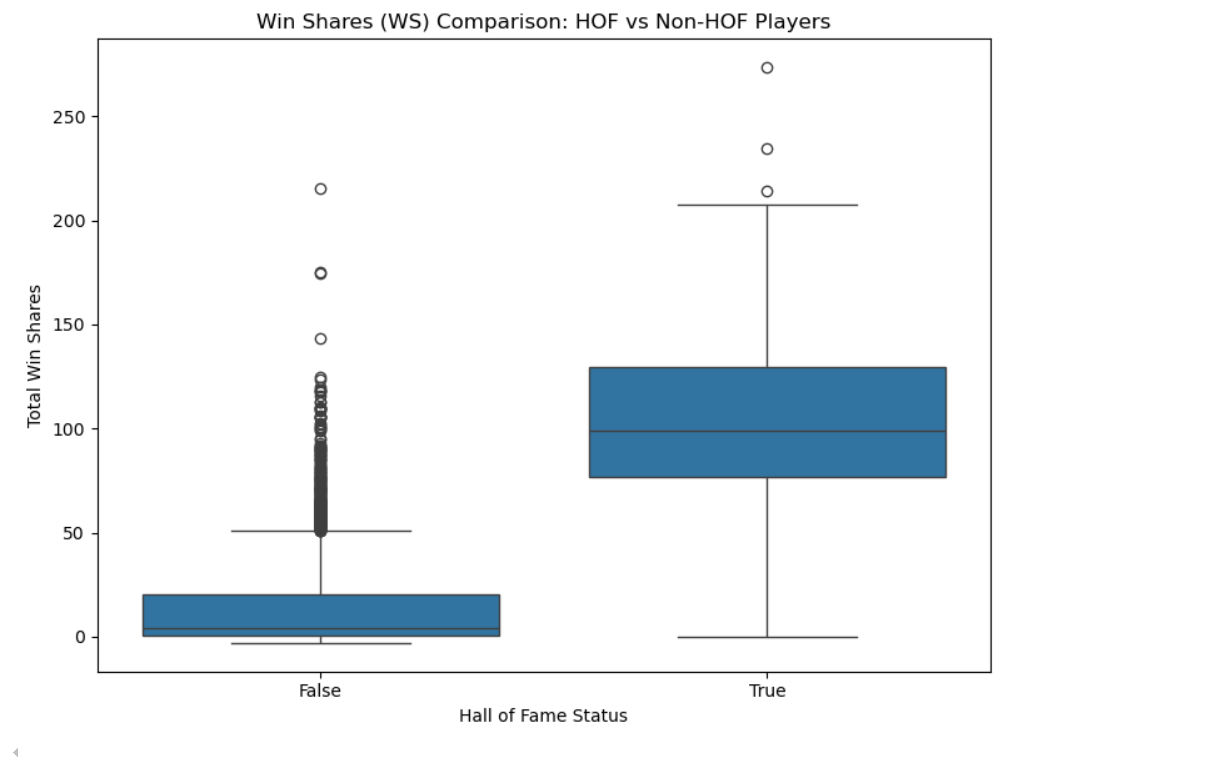 Win Shares (WS) Comparison: HOF vs Non-HOF Players
250
200
150
100
50
0
Total Win Shares
False
True
Hall of Fame Status